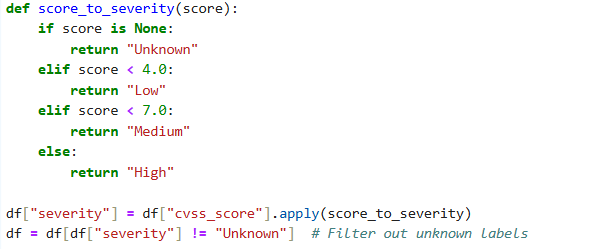 def score_to_severity(score):
    if score is None:
        return "Unknown"
    elif score < 4.0:
        return "Low"
    elif score < 7.0:
        return "Medium"
    else:
        return "High"

df["severity"] = df["cvss_score"].apply(score_to_severity)
df = df[df["severity"] != "Unknown"]  # Filter out unknown labels